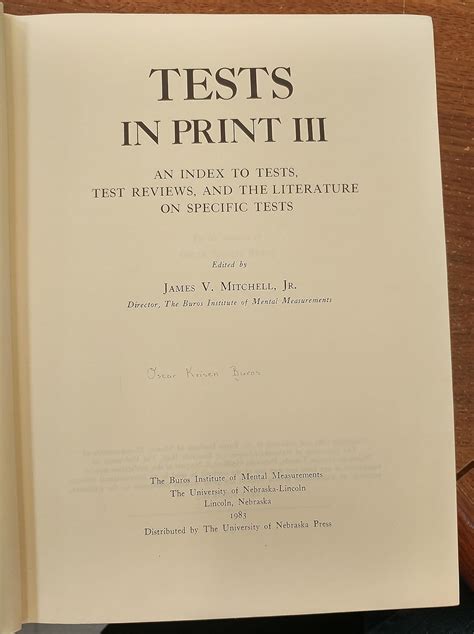 TESTS
IN PRINT III
AN INDEX TO TESTS,
TEST REVIEWS, AND THE LITERATURE
ON SPECIFIC TESTS
Edited by
JAMES V. MITCHELL, JR.
Director, The Buros Institute of Mental Measurements
Oscar Krisen Buros
The Buros Institute of Mental Measurements
The University of Nebraska-Lincoln
Lincoln, Nebraska
1983
Distributed by The University of Nebraska Press